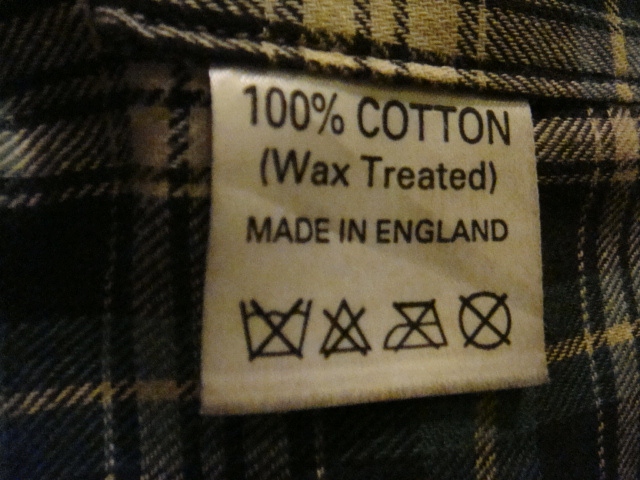 100% COTTON
(Wax Treated)
MADE IN ENGLAND